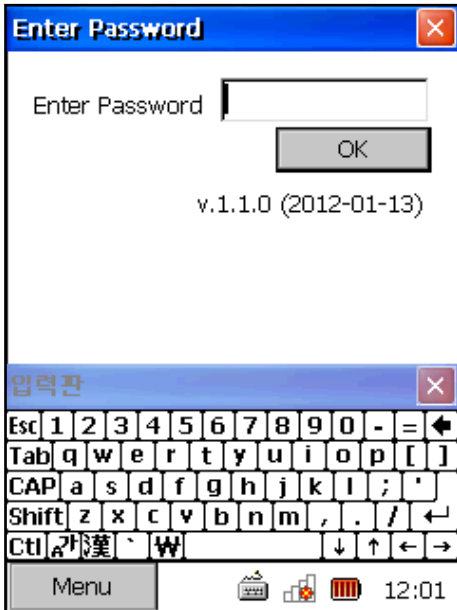 Enter Password
Enter Password
OK
v.1.1.0 (2012-01-13)
입력판
Esc 1 2 3 4 5 6 7 8 9 0 - =
Tab q w e r t y u i o p [ ]
CAP a s d f g h j k l ; '
Shift z x c v b n m , . /
Ctl 가 漢 ` ₩
Menu 12:01